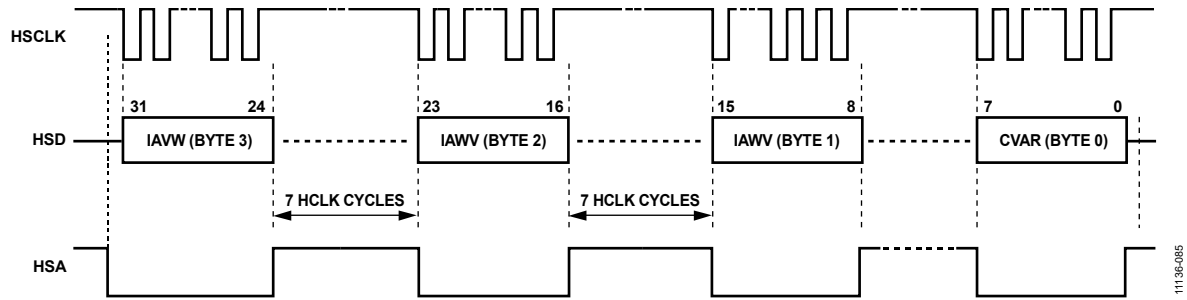 HSCLK
31 24 23 16 15 8 7 0
HSD IAVW (BYTE 3) IAWV (BYTE 2) IAWV (BYTE 1) CVAR (BYTE 0)
7 HCLK CYCLES 7 HCLK CYCLES
HSA
11136-085